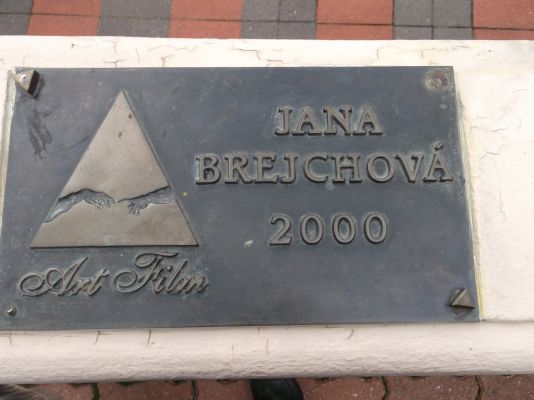 JANA
BREJCHOVÁ
2000
Art Film